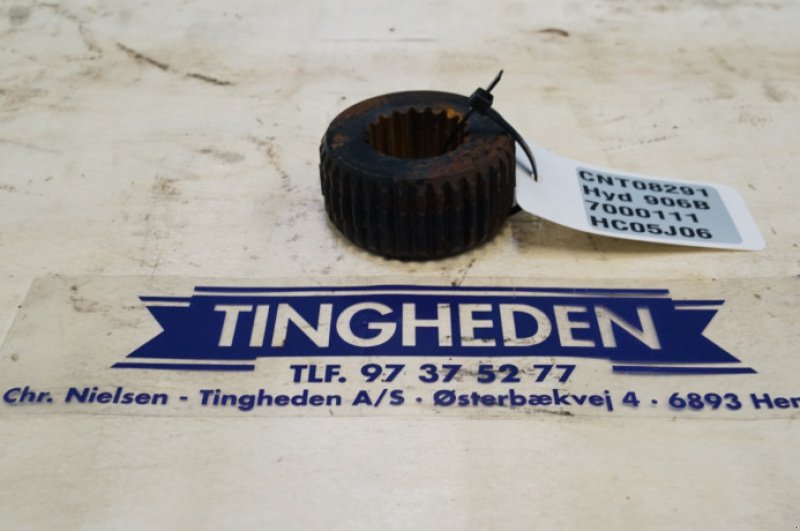 CNT08291
Hyd 906B
7000111
HC05J06
TINGHEDEN
TLF. 97 37 52 77
Chr. Nielsen - Tingheden A/S · Østerbækvej 4 · 6893 Hem